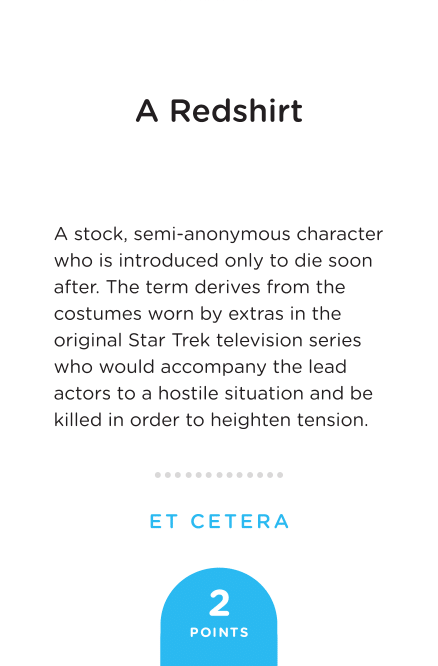 A Redshirt
A stock, semi-anonymous character
who is introduced only to die soon
after. The term derives from the
costumes worn by extras in the
original Star Trek television series
who would accompany the lead
actors to a hostile situation and be
killed in order to heighten tension.
ET CETERA
2
POINTS